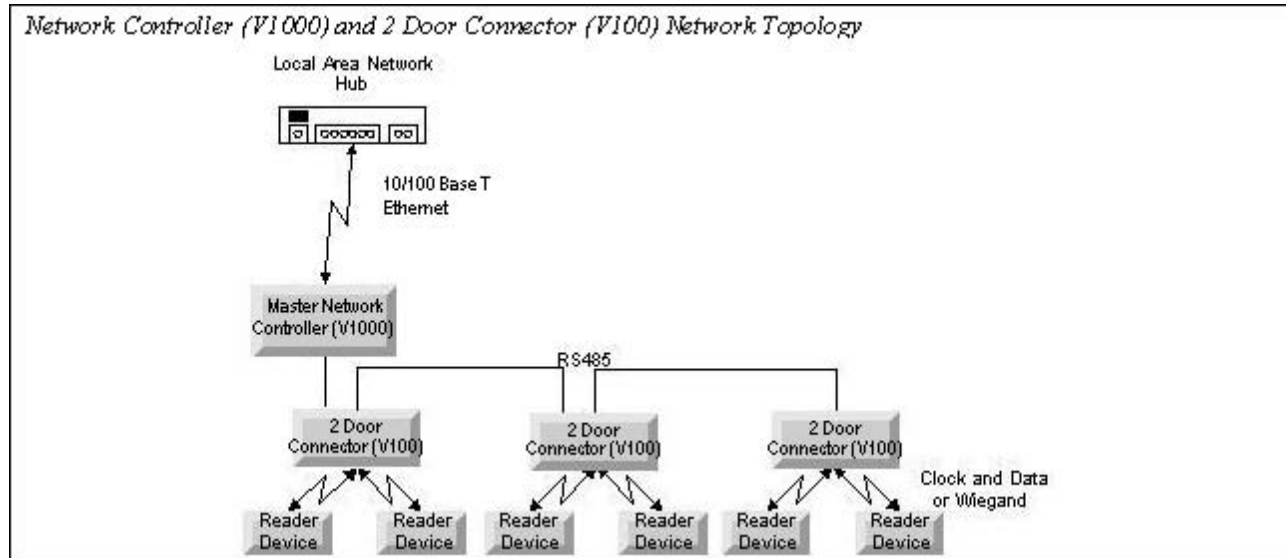 Network Controller (V1000) and 2 Door Connector (V100) Network Topology
Local Area Network
Hub
10/100 Base T
Ethernet
Master Network
Controller (V1000)
RS485
2 Door
Connector (V100)
2 Door
Connector (V100)
2 Door
Connector (V100)
Clock and Data
or Wiegand
Reader
Device
Reader
Device
Reader
Device
Reader
Device
Reader
Device
Reader
Device